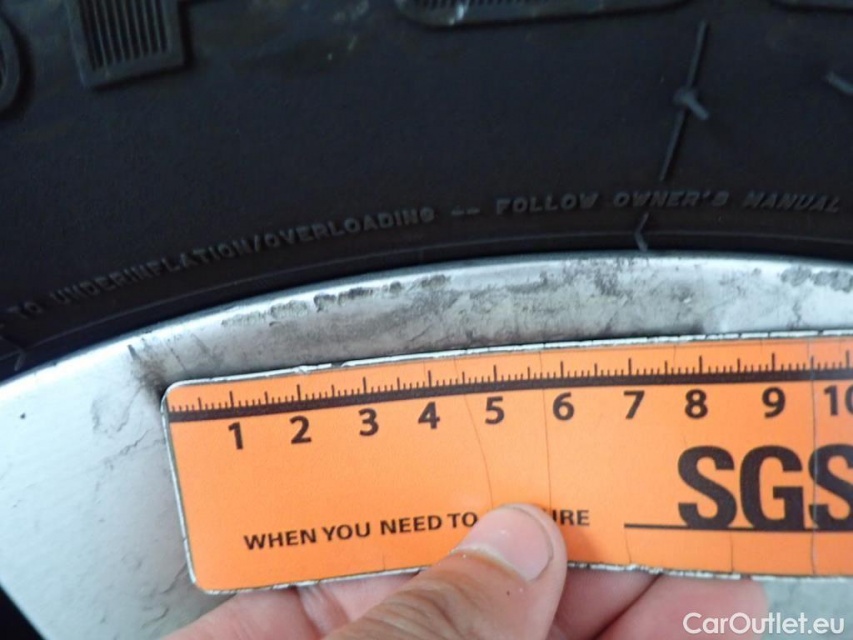 TO UNDERINFLATION/OVERLOADING -- FOLLOW OWNER'S MANUAL
1 2 3 4 5 6 7 8 9 10
SGS
WHEN YOU NEED TO
CarOutlet.eu